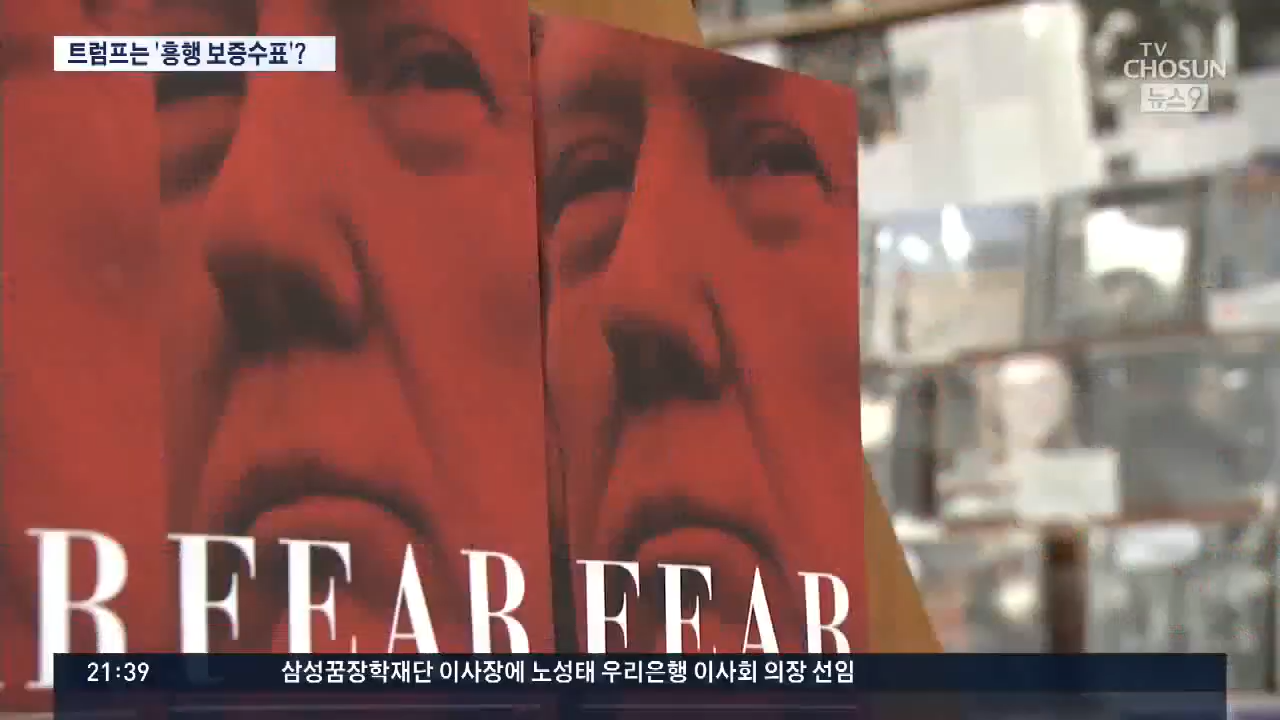 트럼프는 '흥행 보증수표'?
TV
CHOSUN
뉴스9
R FEAR FEAR
21:39 삼성꿈장학재단 이사장에 노성태 우리은행 이사회 의장 선임